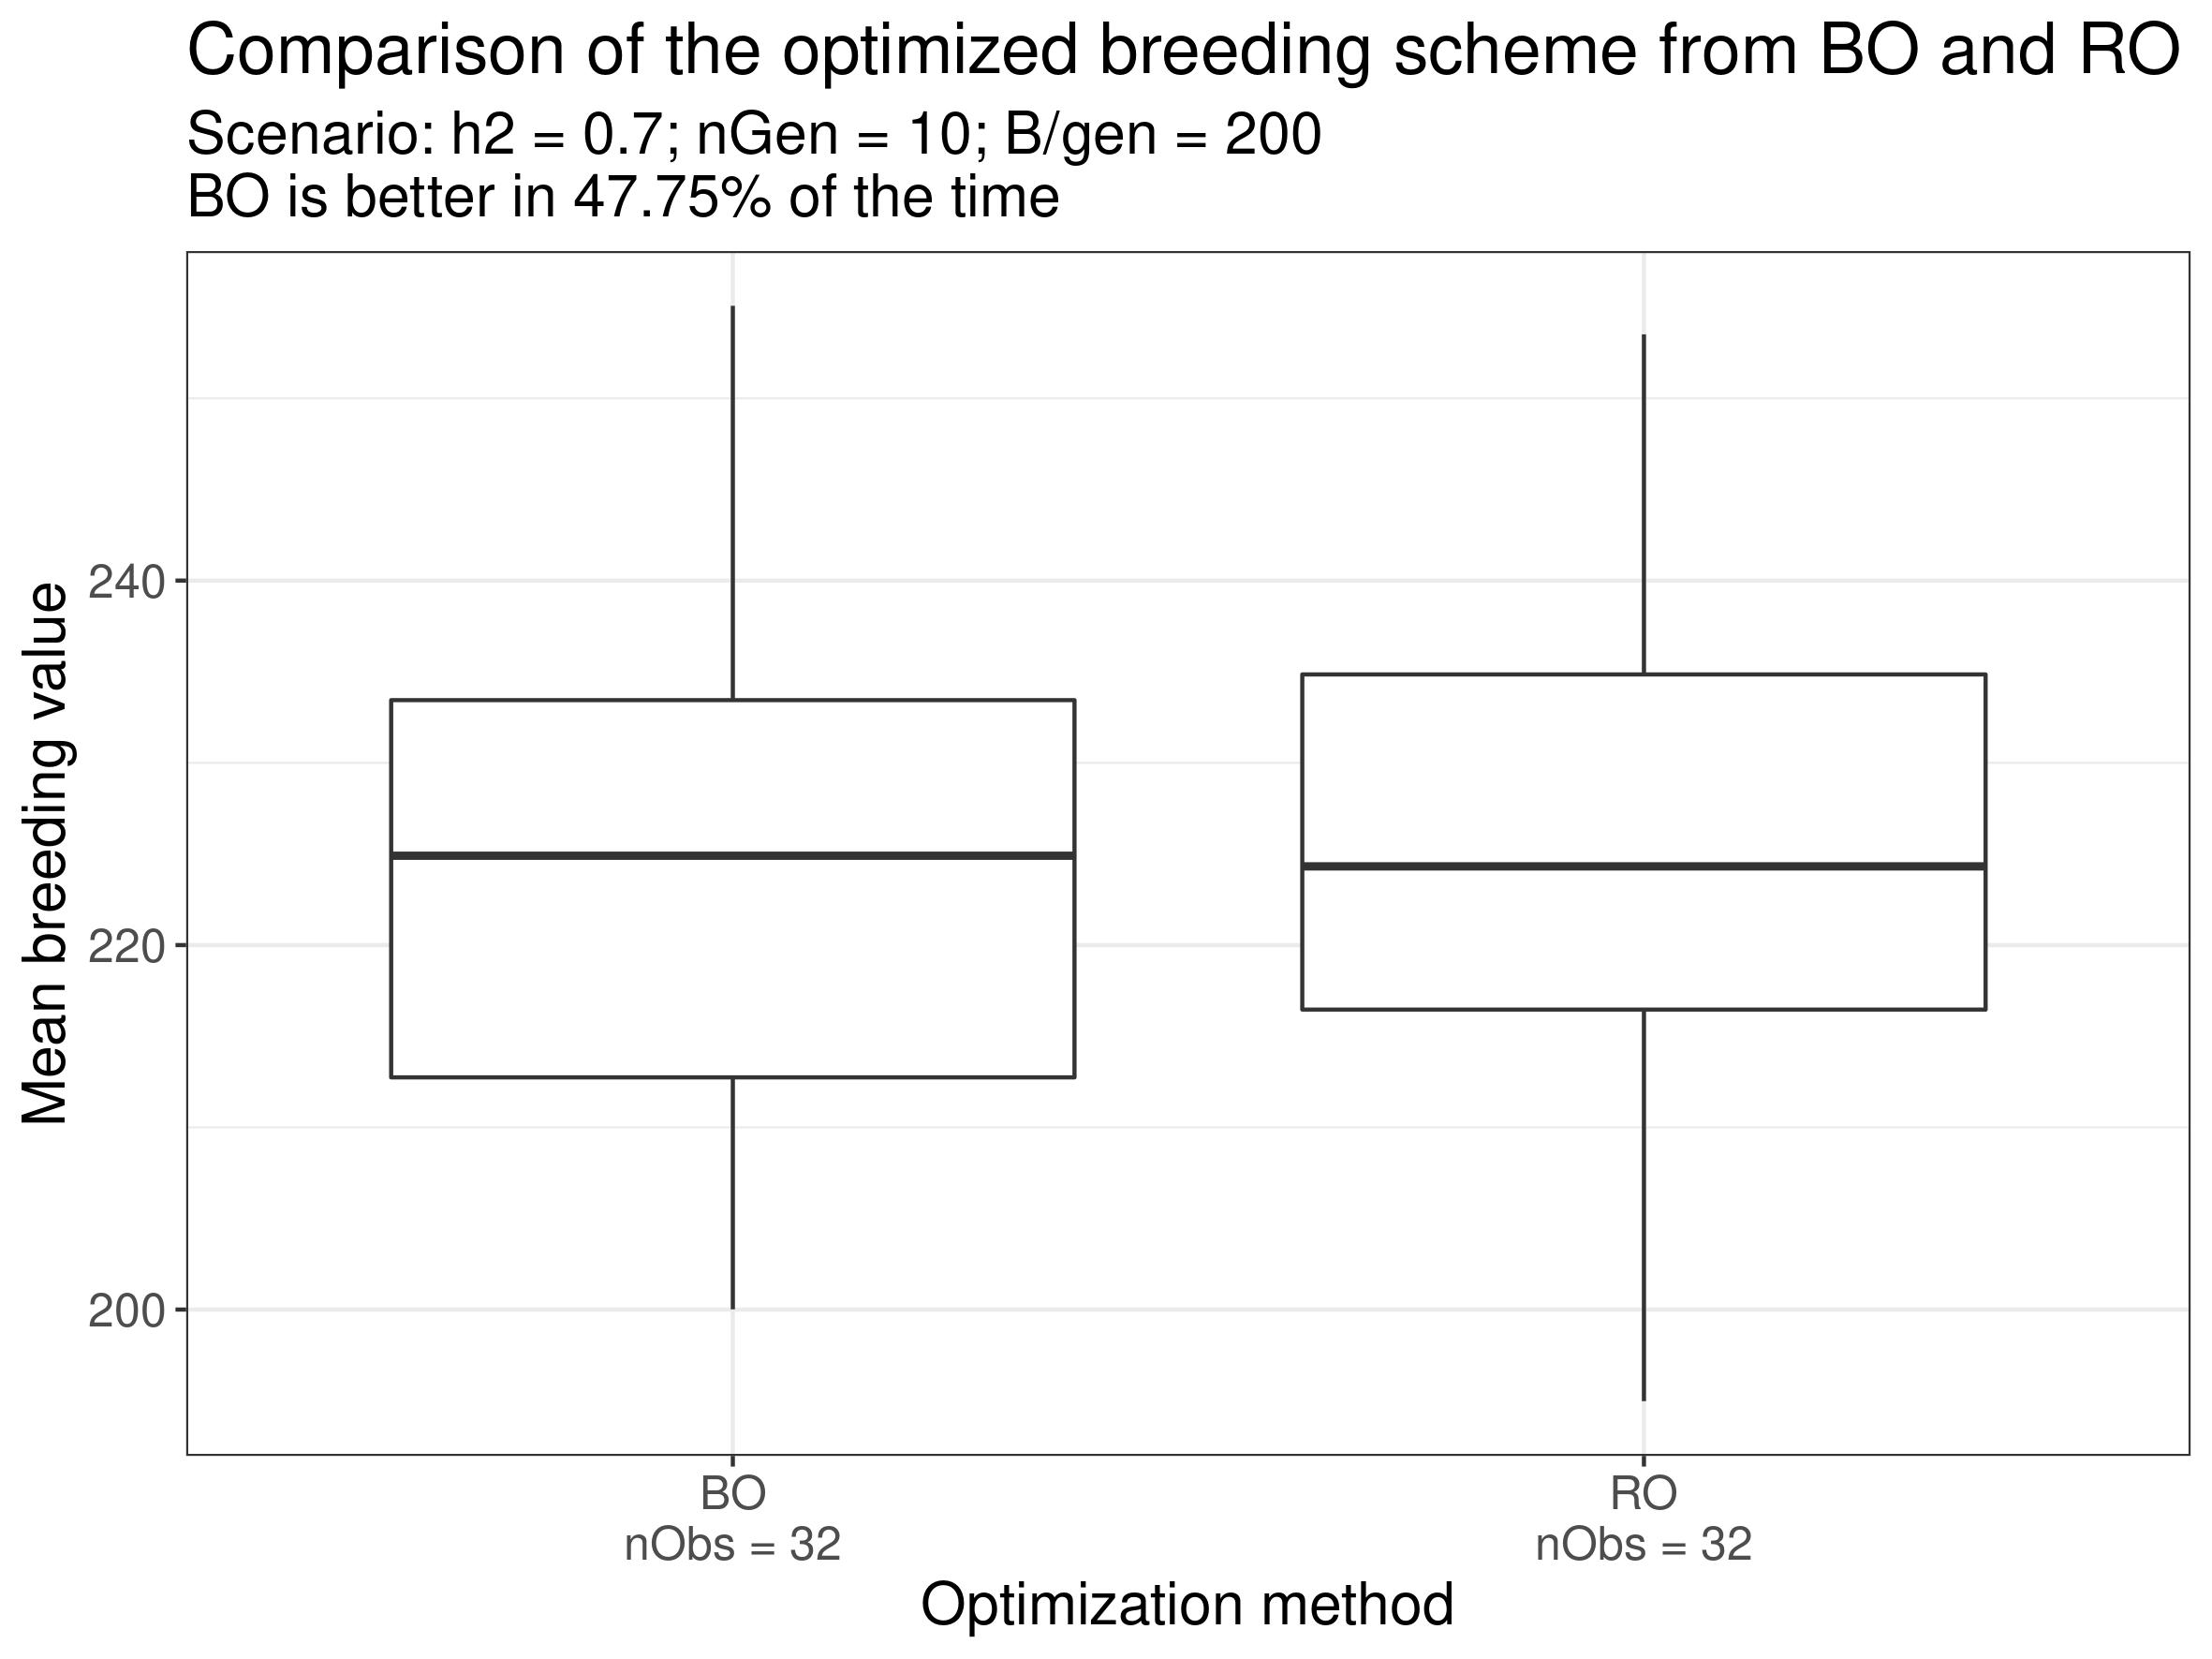 Comparison of the optimized breeding scheme from BO and RO
Scenario: h2 = 0.7; nGen = 10; B/gen = 200
BO is better in 47.75% of the time
Mean breeding value
240
220
200
BO
nObs = 32
RO
nObs = 32
Optimization method